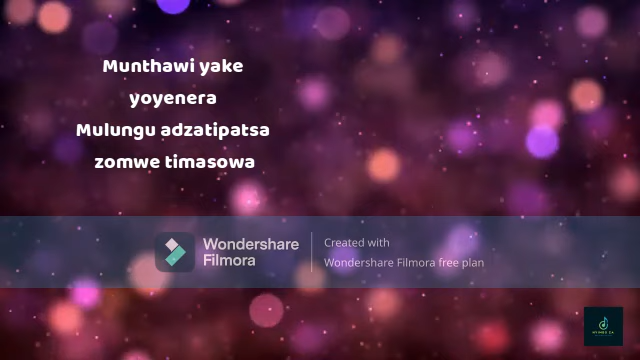 Munthawi yake
yoyenera
Mulungu adzatipatsa
zomwe timasowa
Wondershare
Filmora
Created with
Wondershare Filmora free plan